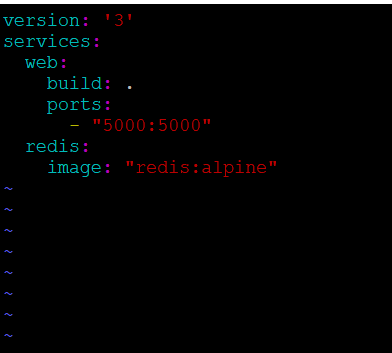 version: '3'
services:
  web:
    build: .
    ports:
      - "5000:5000"
  redis:
    image: "redis:alpine"
~
~
~
~
~
~
~
~